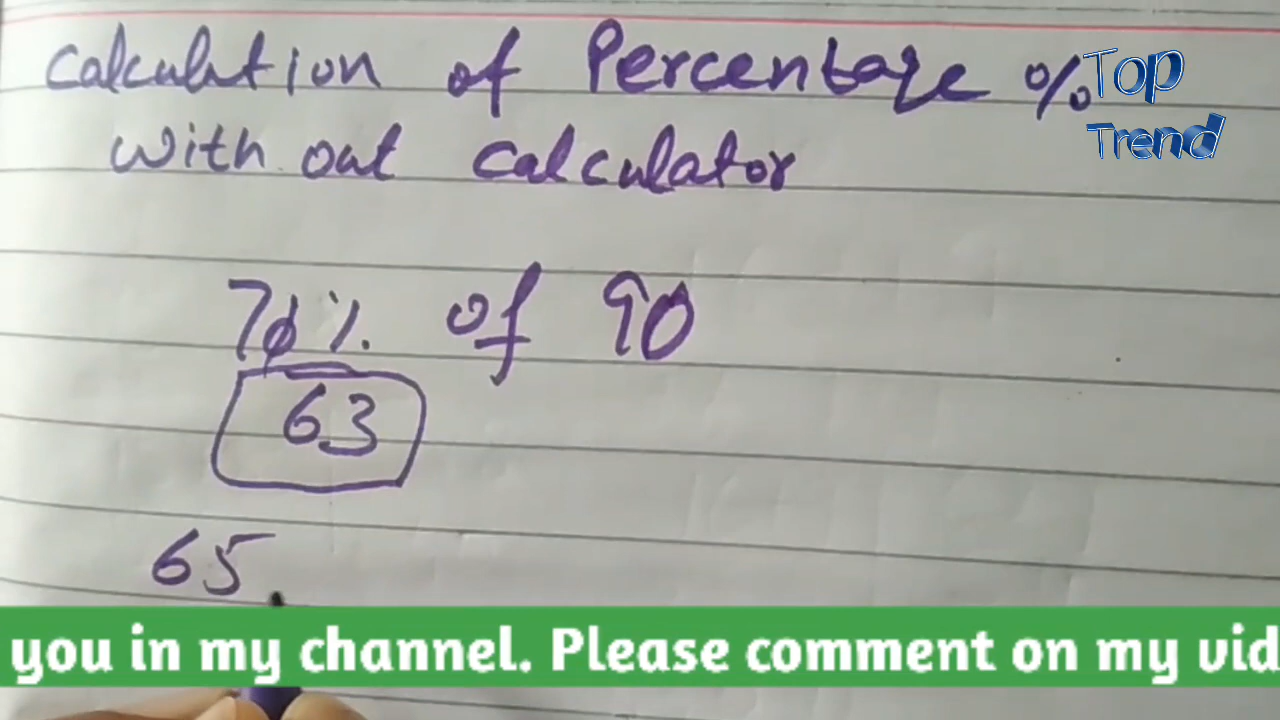 Calculation of Percentage %
Top
Trend
with out Calculator
70% of 90
63
65
you in my channel. Please comment on my vid